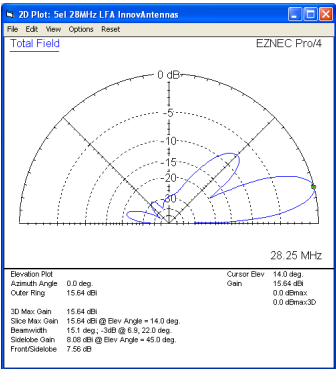 2D Plot: 5el 28MHz LFA InnovAntennas
File Edit View Options Reset
Total Field EZNEC Pro/4
0 dB
-5
-10
-15
-20
-30
28.25 MHz
Elevation Plot Cursor Elev 14.0 deg.
Azimuth Angle 0.0 deg. Gain 15.64 dBi
Outer Ring 15.64 dBi 0.0 dBmax
0.0 dBmax3D
3D Max Gain 15.64 dBi
Slice Max Gain 15.64 dBi @ Elev Angle = 14.0 deg.
Beamwidth 15.1 deg.; -3dB @ 6.9, 22.0 deg.
Sidelobe Gain 8.08 dBi @ Elev Angle = 45.0 deg.
Front/Sidelobe 7.56 dB